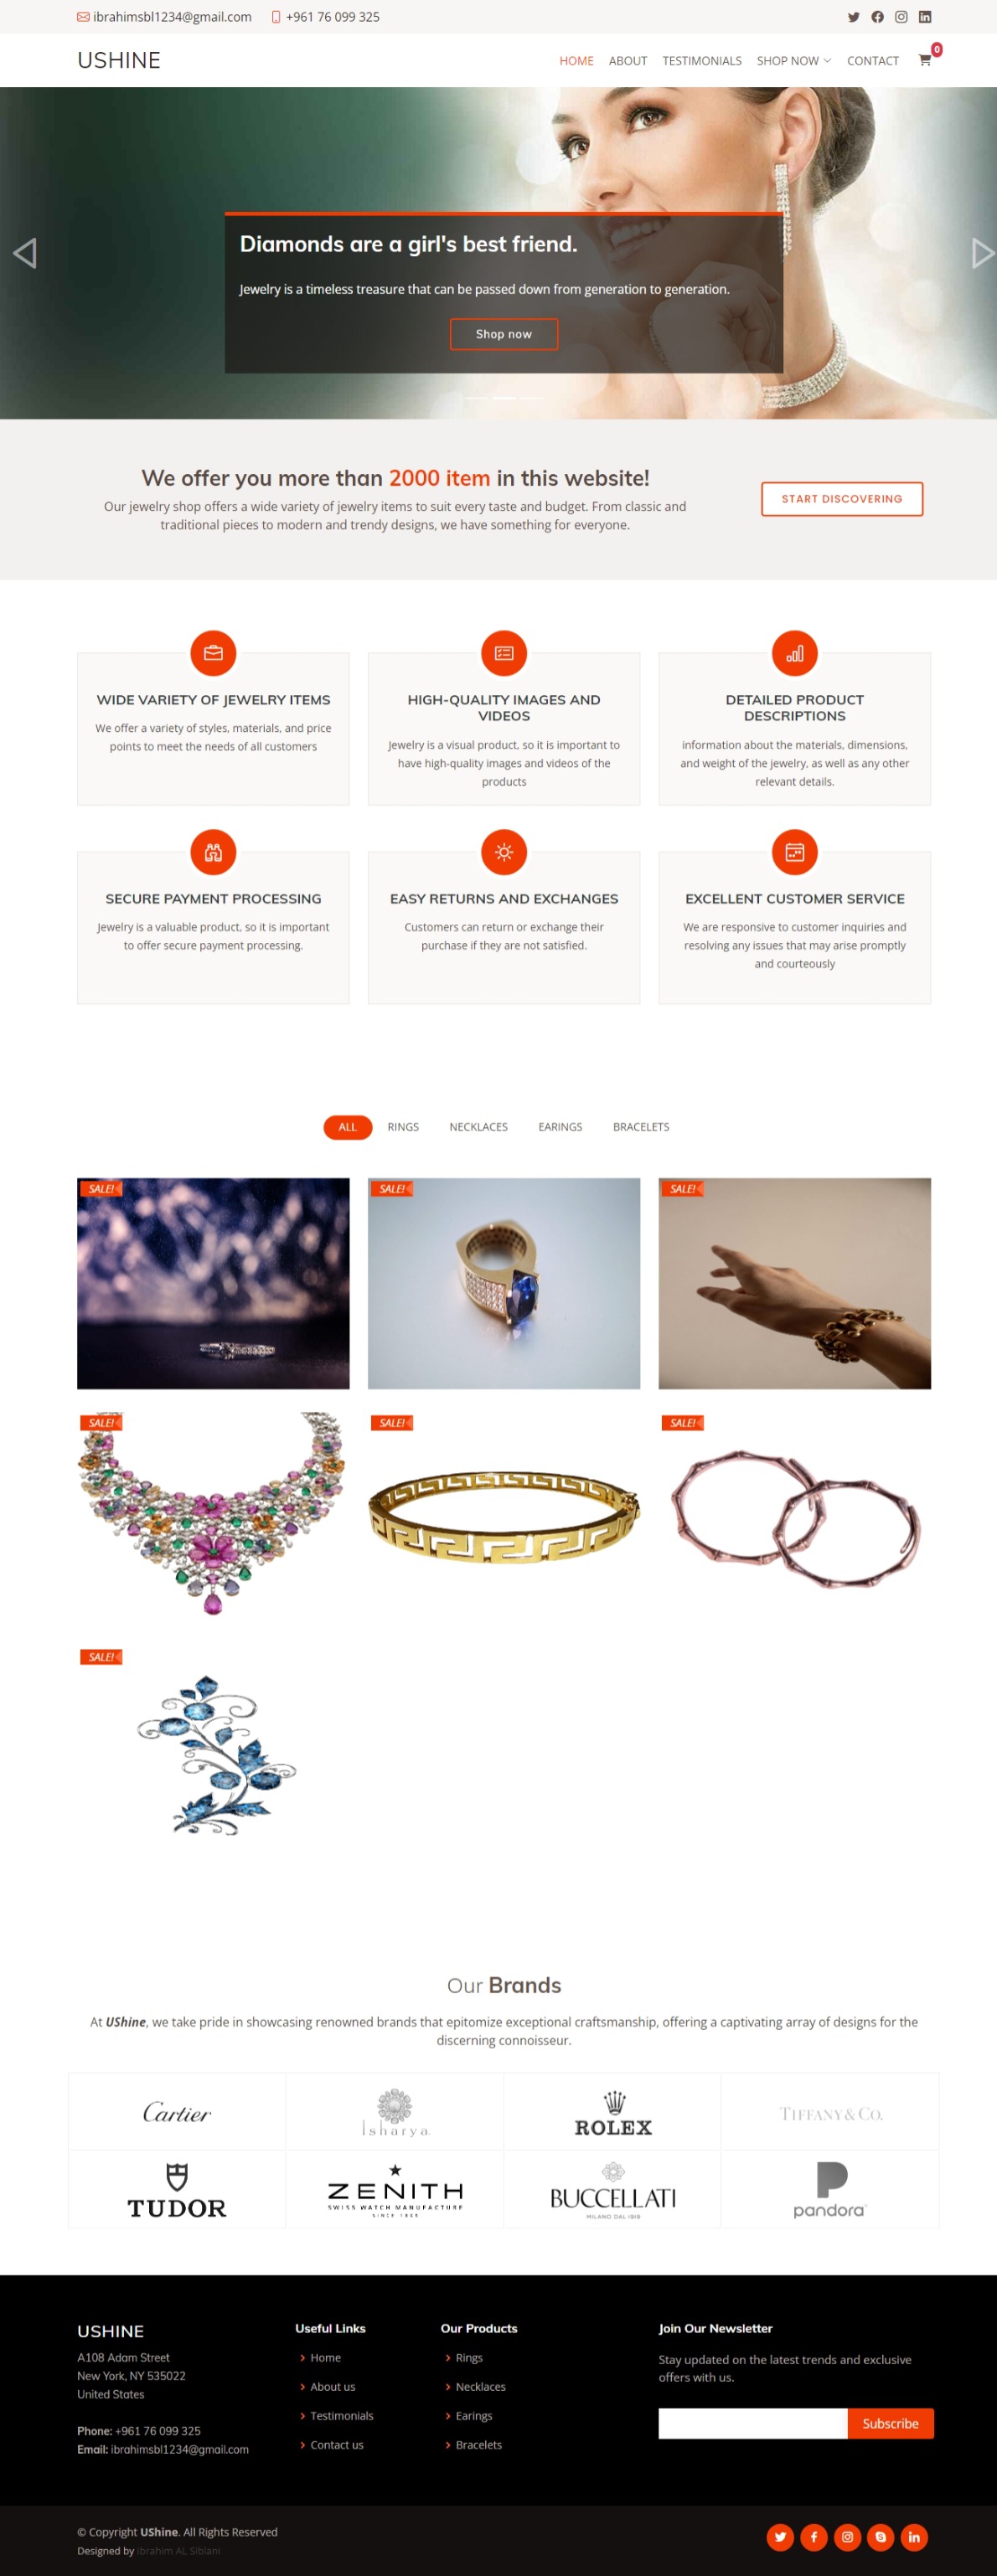 ibrahimsbl1234@gmail.com +961 76 099 325
USHINE
HOME ABOUT TESTIMONIALS SHOP NOW CONTACT 0
Diamonds are a girl's best friend.
Jewelry is a timeless treasure that can be passed down from generation to generation.
Shop now
We offer you more than 2000 item in this website!
Our jewelry shop offers a wide variety of jewelry items to suit every taste and budget. From classic and
traditional pieces to modern and trendy designs, we have something for everyone.
START DISCOVERING
WIDE VARIETY OF JEWELRY ITEMS
We offer a variety of styles, materials, and price
points to meet the needs of all customers
HIGH-QUALITY IMAGES AND
VIDEOS
Jewelry is a visual product, so it is important to
have high-quality images and videos of the
products
DETAILED PRODUCT
DESCRIPTIONS
information about the materials, dimensions,
and weight of the jewelry, as well as any other
relevant details.
SECURE PAYMENT PROCESSING
Jewelry is a valuable product, so it is important
to offer secure payment processing.
EASY RETURNS AND EXCHANGES
Customers can return or exchange their
purchase if they are not satisfied.
EXCELLENT CUSTOMER SERVICE
We are responsive to customer inquiries and
resolving any issues that may arise promptly
and courteously
ALL RINGS NECKLACES EARINGS BRACELETS
SALE! SALE! SALE!
SALE! SALE! SALE!
SALE!
Our Brands
At UShine, we take pride in showcasing renowned brands that epitomize exceptional craftsmanship, offering a captivating array of designs for the
discerning connoisseur.
Cartier
Isharya.
ROLEX
TIFFANY & CO.
TUDOR
ZENITH
SWISS WATCH MANUFACTURE
SINCE 1865
BUCCELLATI
MILANO DAL 1919
pandora
USHINE
A108 Adam Street
New York, NY 535022
United States
Phone: +961 76 099 325
Email: ibrahimsbl1234@gmail.com
Useful Links
Home
About us
Testimonials
Contact us
Our Products
Rings
Necklaces
Earings
Bracelets
Join Our Newsletter
Stay updated on the latest trends and exclusive
offers with us.
Subscribe
© Copyright UShine. All Rights Reserved
Designed by Ibrahim AL Siblani